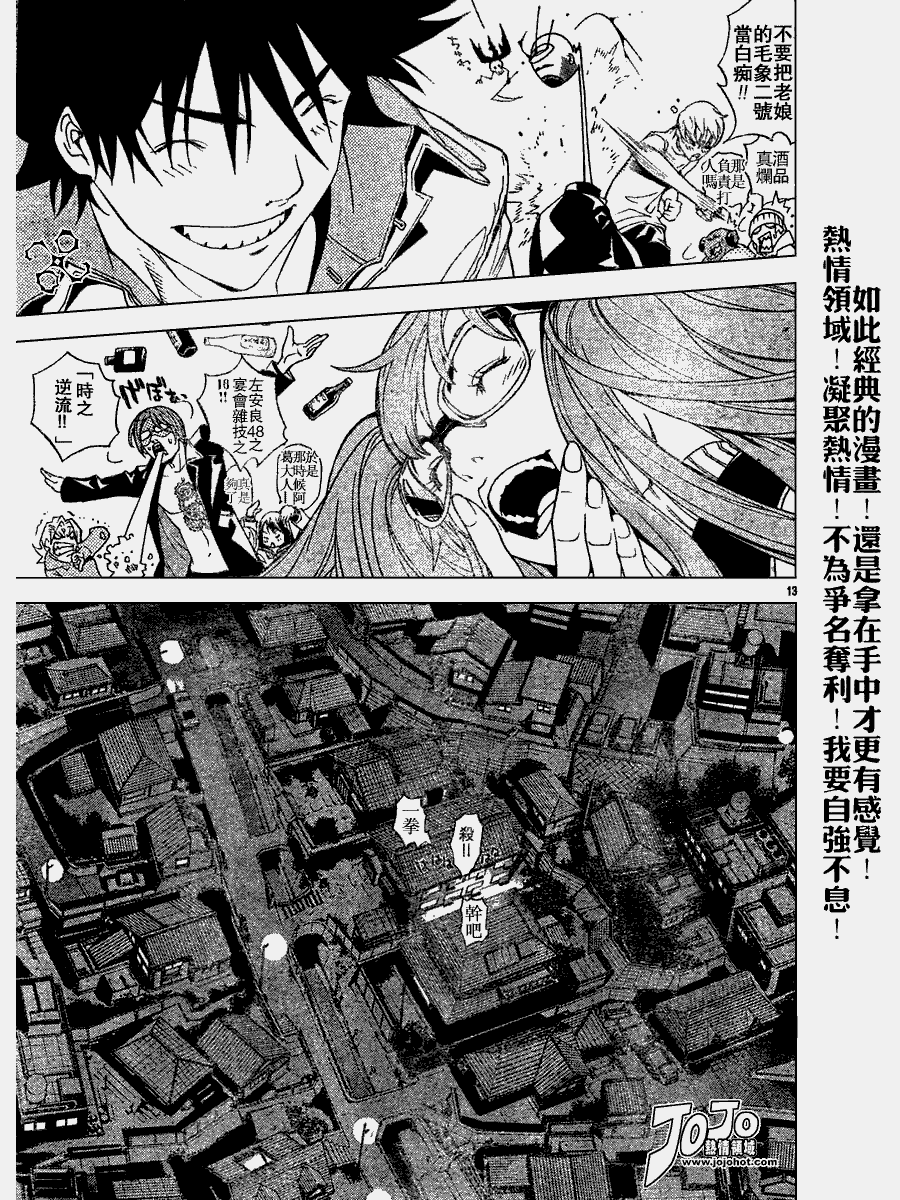 不要把老娘
的毛象二號
當白痴!!
酒品
真爛
那是
負責打
人嗎
左安良48之
宴會雜技之
18!!
於是
那時候阿
葛大人！
真是
夠了
「時之
逆流!!」
13
一拳
殺!!
幹吧
如此經典的漫畫！還是拿在手中才更有感覺！
熱情領域！凝聚熱情！不為爭名奪利！我要自強不息！
JOJO
熱情領域
www.jojohot.com